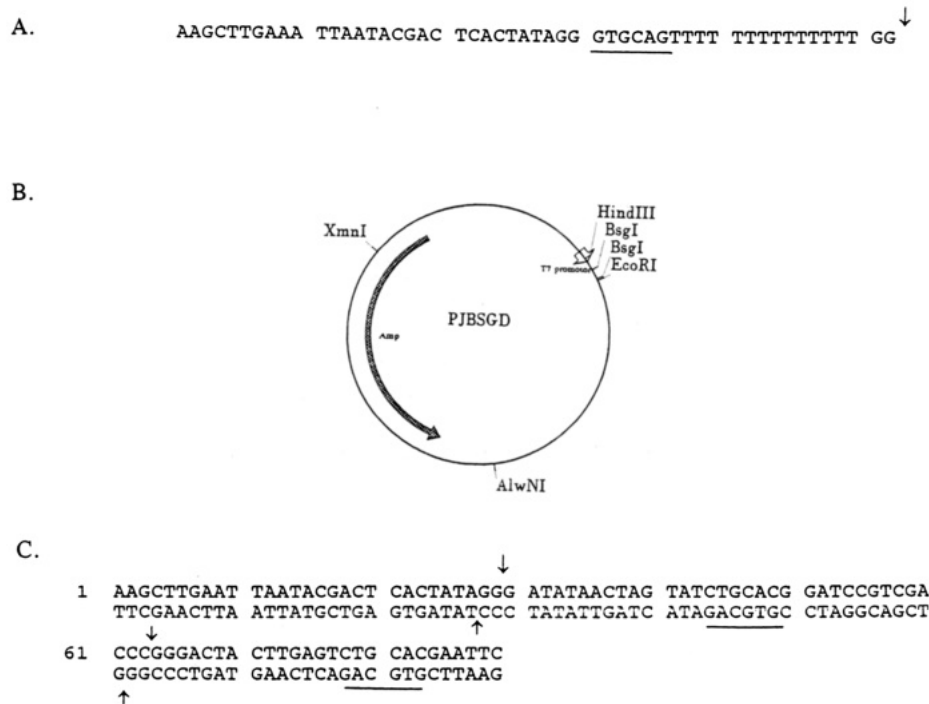 A.
AAGCTTGAAA TTAATACGAC TCACTATAGG GTGCAGTTTT TTTTTTTTTT GG
B.
XmnI
HindIII
BsgI
BsgI
EcoRI
T7 promotor
PJBSGD
Amp
AlwNI
C.
1 AAGCTTGAAT TAATACGACT CACTATAGGG ATATAACTAG TATCTGCACG GATCCGTCGA
TTCGAACTTA ATTATGCTGA GTGATATCCC TATATTGATC ATAGACGTGC CTAGGCAGCT
61 CCCGGGACTA CTTGAGTCTG CACGAATTC
GGGCCCTGAT GAACTCAGAC GTGCTTAAG